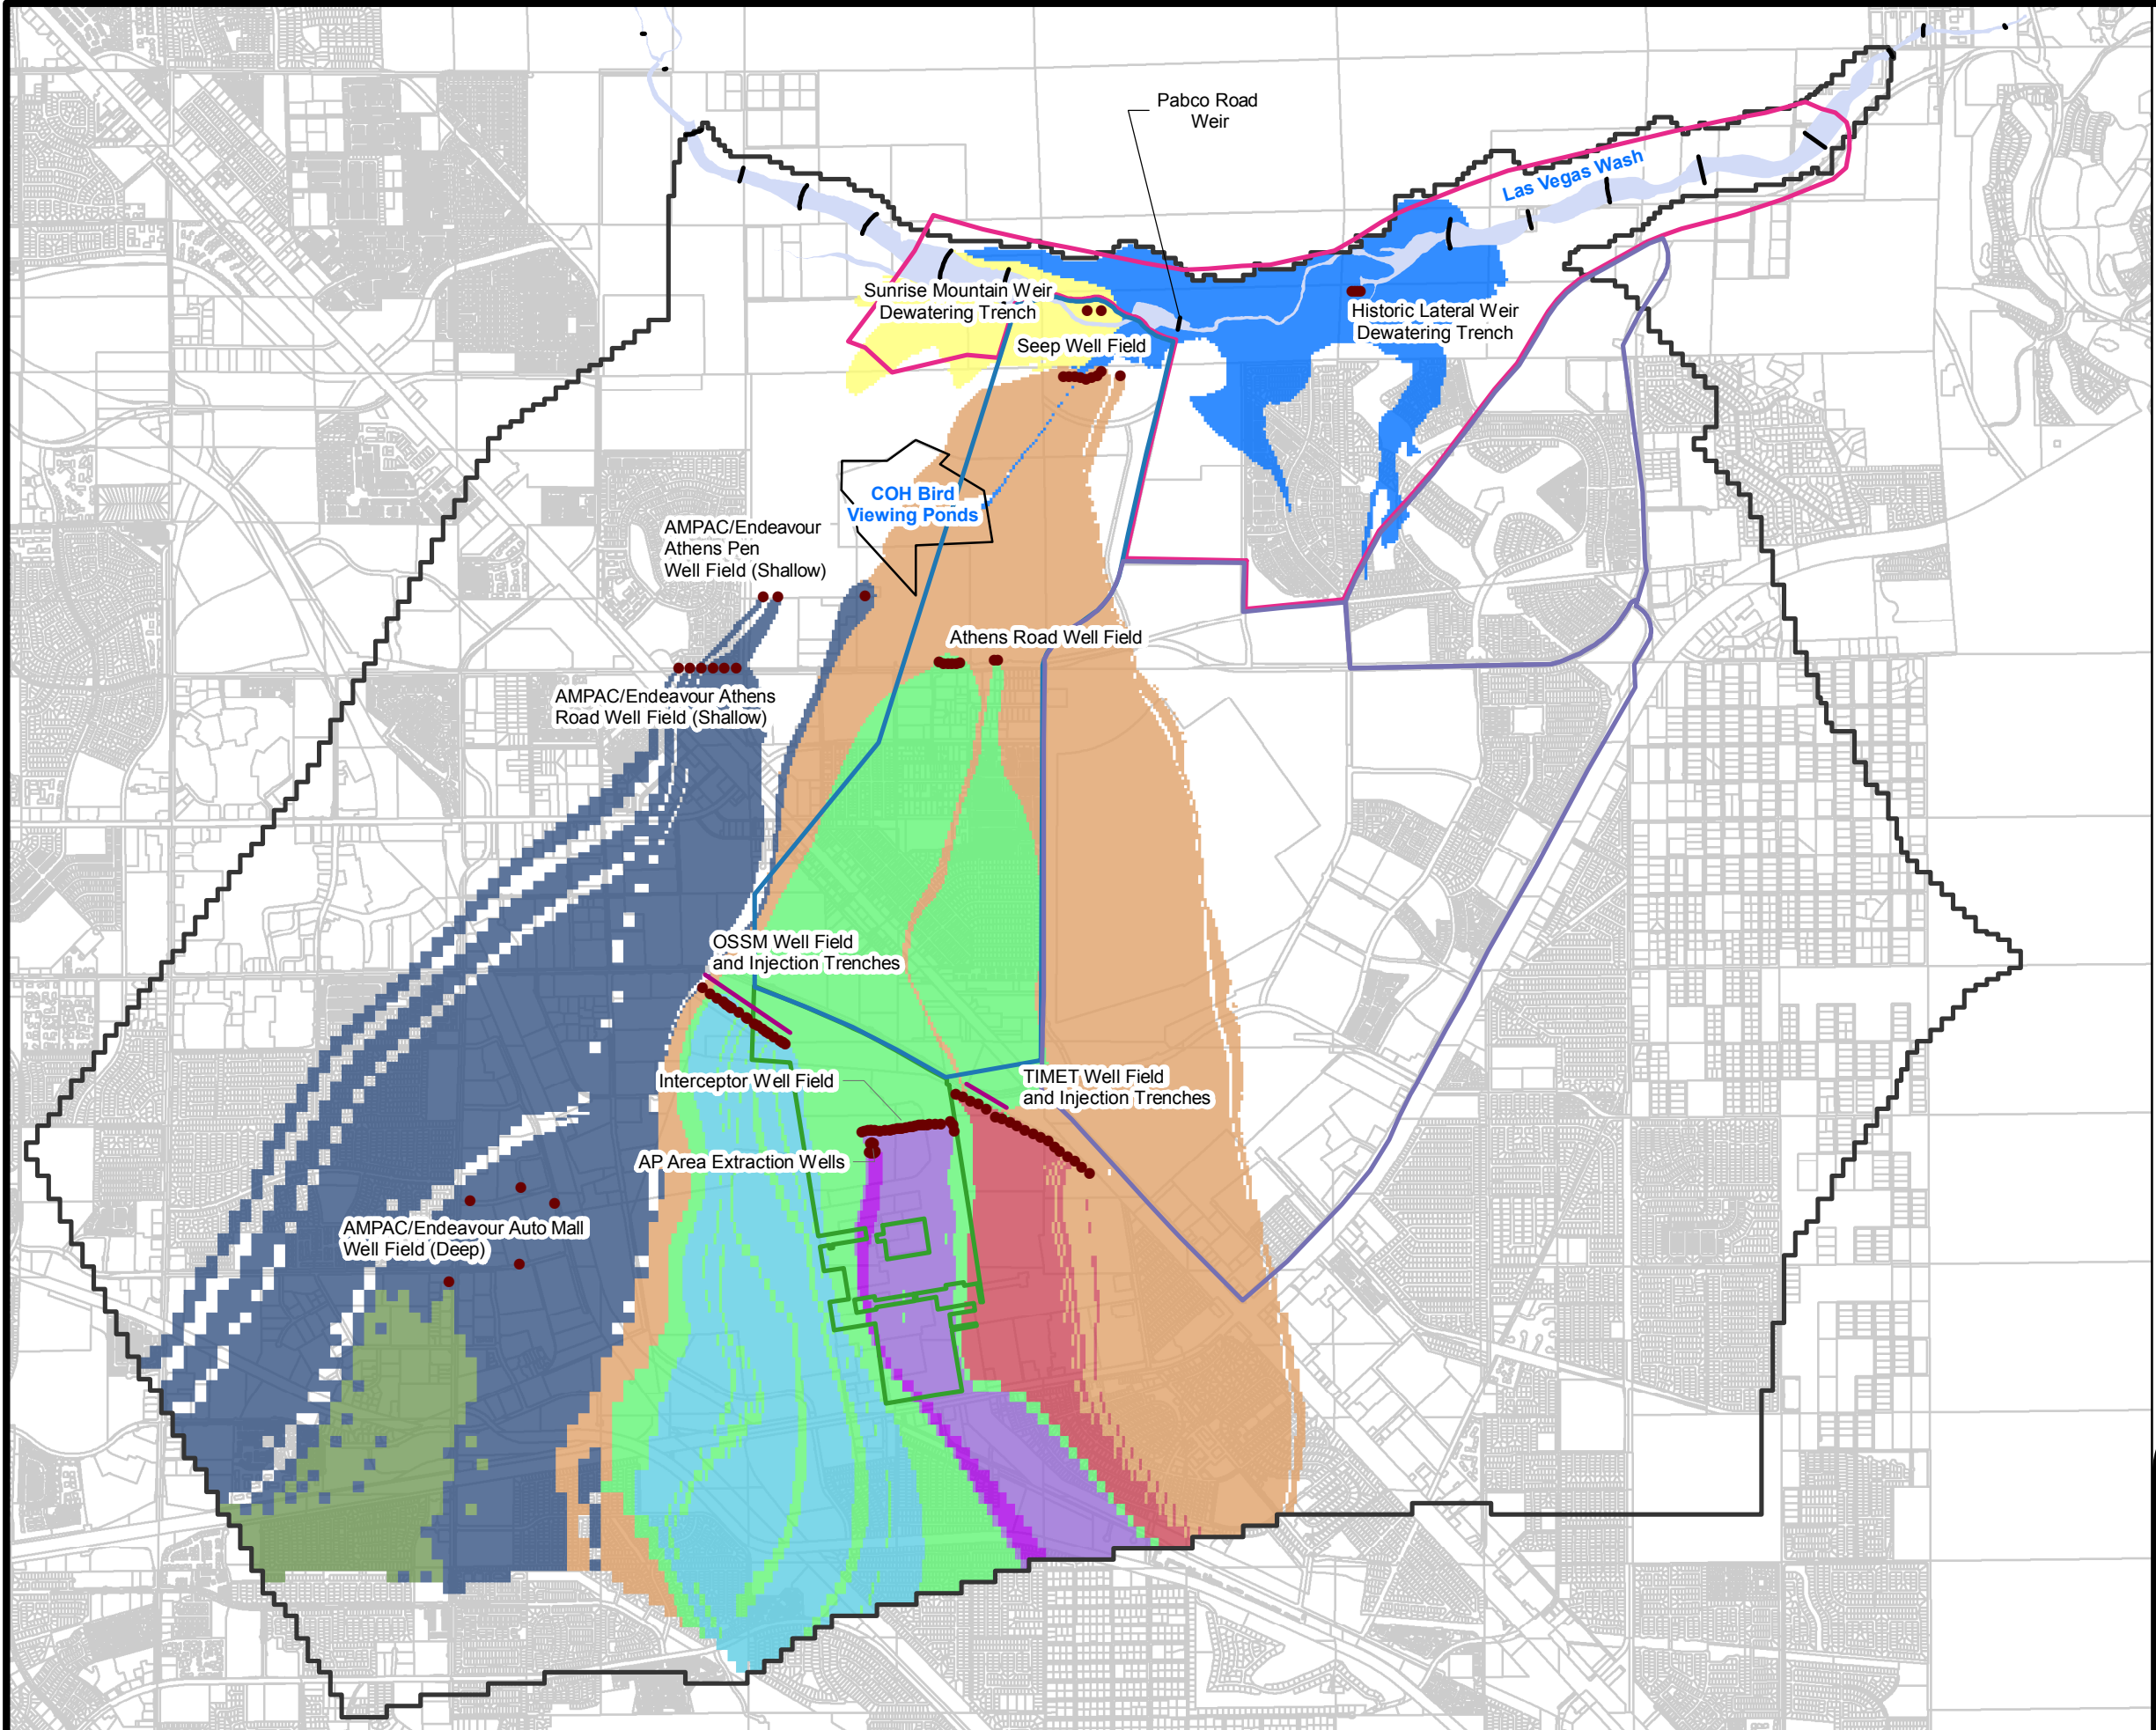 Pabco Road
Weir
Las Vegas Wash
Sunrise Mountain Weir
Dewatering Trench
Historic Lateral Weir
Dewatering Trench
Seep Well Field
COH Bird
Viewing Ponds
AMPAC/Endeavour
Athens Pen
Well Field (Shallow)
Athens Road Well Field
AMPAC/Endeavour Athens
Road Well Field (Shallow)
OSSM Well Field
and Injection Trenches
Interceptor Well Field
TIMET Well Field
and Injection Trenches
AP Area Extraction Wells
AMPAC/Endeavour Auto Mall
Well Field (Deep)